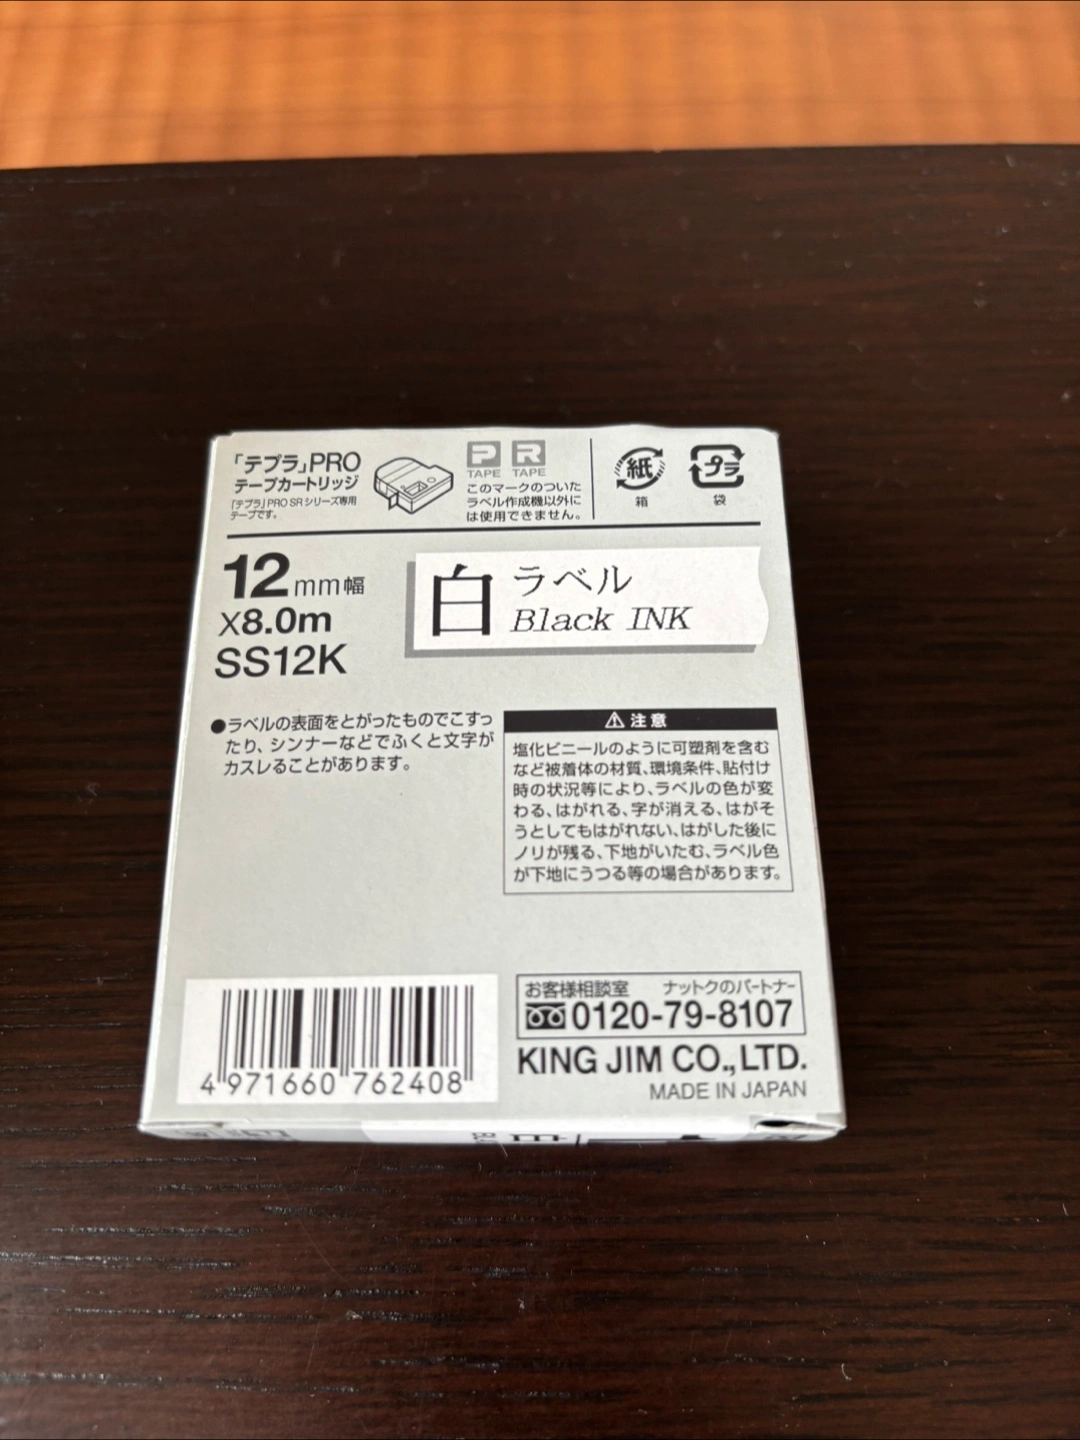 「テプラ」PRO
テープカートリッジ
「テプラ」PRO SRシリーズ専用
テープです。
P R
TAPE TAPE
このマークのついた
ラベル作成機以外に
は使用できません。
紙
箱
プラ
袋
12mm幅
X8.0m
SS12K
白 ラベル
Black INK
●ラベルの表面をとがったものでこすっ
たり、シンナーなどでふくと文字が
カスレることがあります。
注意
塩化ビニールのように可塑剤を含む
など被着体の材質、環境条件、貼付け
時の状況等により、ラベルの色が変
わる、はがれる、字が消える、はがそ
うとしてもはがれない、はがした後に
ノリが残る、下地がいたむ、ラベル色
が下地にうつる等の場合があります。
4 971660 762408
お客様相談室 ナットクのパートナー
0120-79-8107
KING JIM CO.,LTD.
MADE IN JAPAN